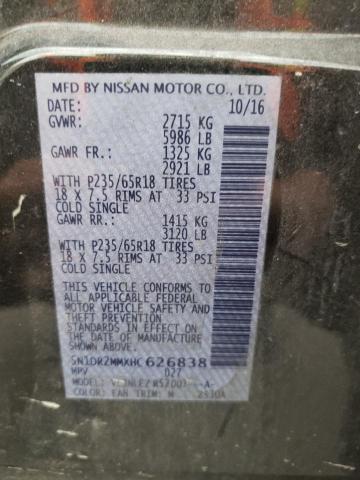 MFD BY NISSAN MOTOR CO., LTD.
DATE: 10/16
GVWR: 2715 KG
5986 LB
GAWR FR.: 1325 KG
2921 LB
WITH P235/65R18 TIRES
18 X 7.5 RIMS AT 33 PSI
COLD SINGLE
GAWR RR.: 1415 KG
3120 LB
WITH P235/65R18 TIRES
18 X 7.5 RIMS AT 33 PSI
COLD SINGLE
THIS VEHICLE CONFORMS TO
ALL APPLICABLE FEDERAL
MOTOR VEHICLE SAFETY AND
THEFT PREVENTION
STANDARDS IN EFFECT ON
THE DATE OF MANUFACTURE
SHOWN ABOVE.
5N1DR2MMXHC626838
MPV D27
MODEL:
COLOR: TRIM: